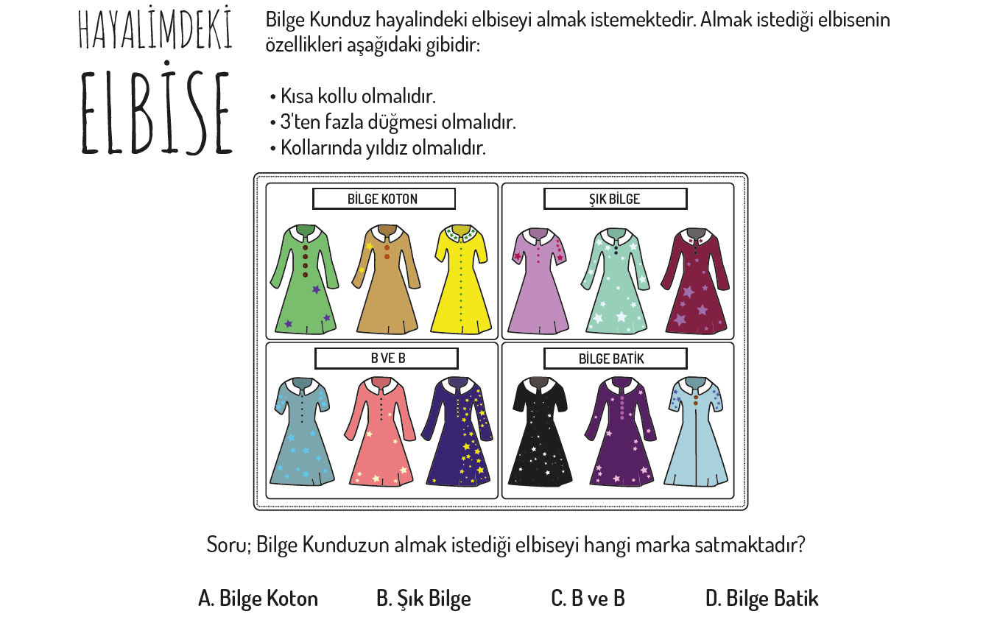 HAYALİMDEKİ
ELBİSE
Bilge Kunduz hayalindeki elbiseyi almak istemektedir. Almak istediği elbisenin
özellikleri aşağıdaki gibidir:
• Kısa kollu olmalıdır.
• 3'ten fazla düğmesi olmalıdır.
• Kollarında yıldız olmalıdır.
BİLGE KOTON
ŞIK BİLGE
B VE B
BİLGE BATİK
Soru; Bilge Kunduzun almak istediği elbiseyi hangi marka satmaktadır?
A. Bilge Koton
B. Şık Bilge
C. B ve B
D. Bilge Batik